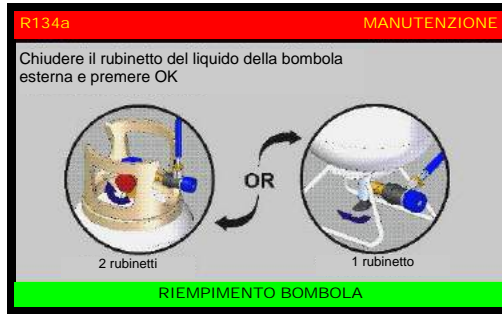 R134a MANUTENZIONE
Chiudere il rubinetto del liquido della bombola
esterna e premere OK
OR
2 rubinetti
1 rubinetto
RIEMPIMENTO BOMBOLA